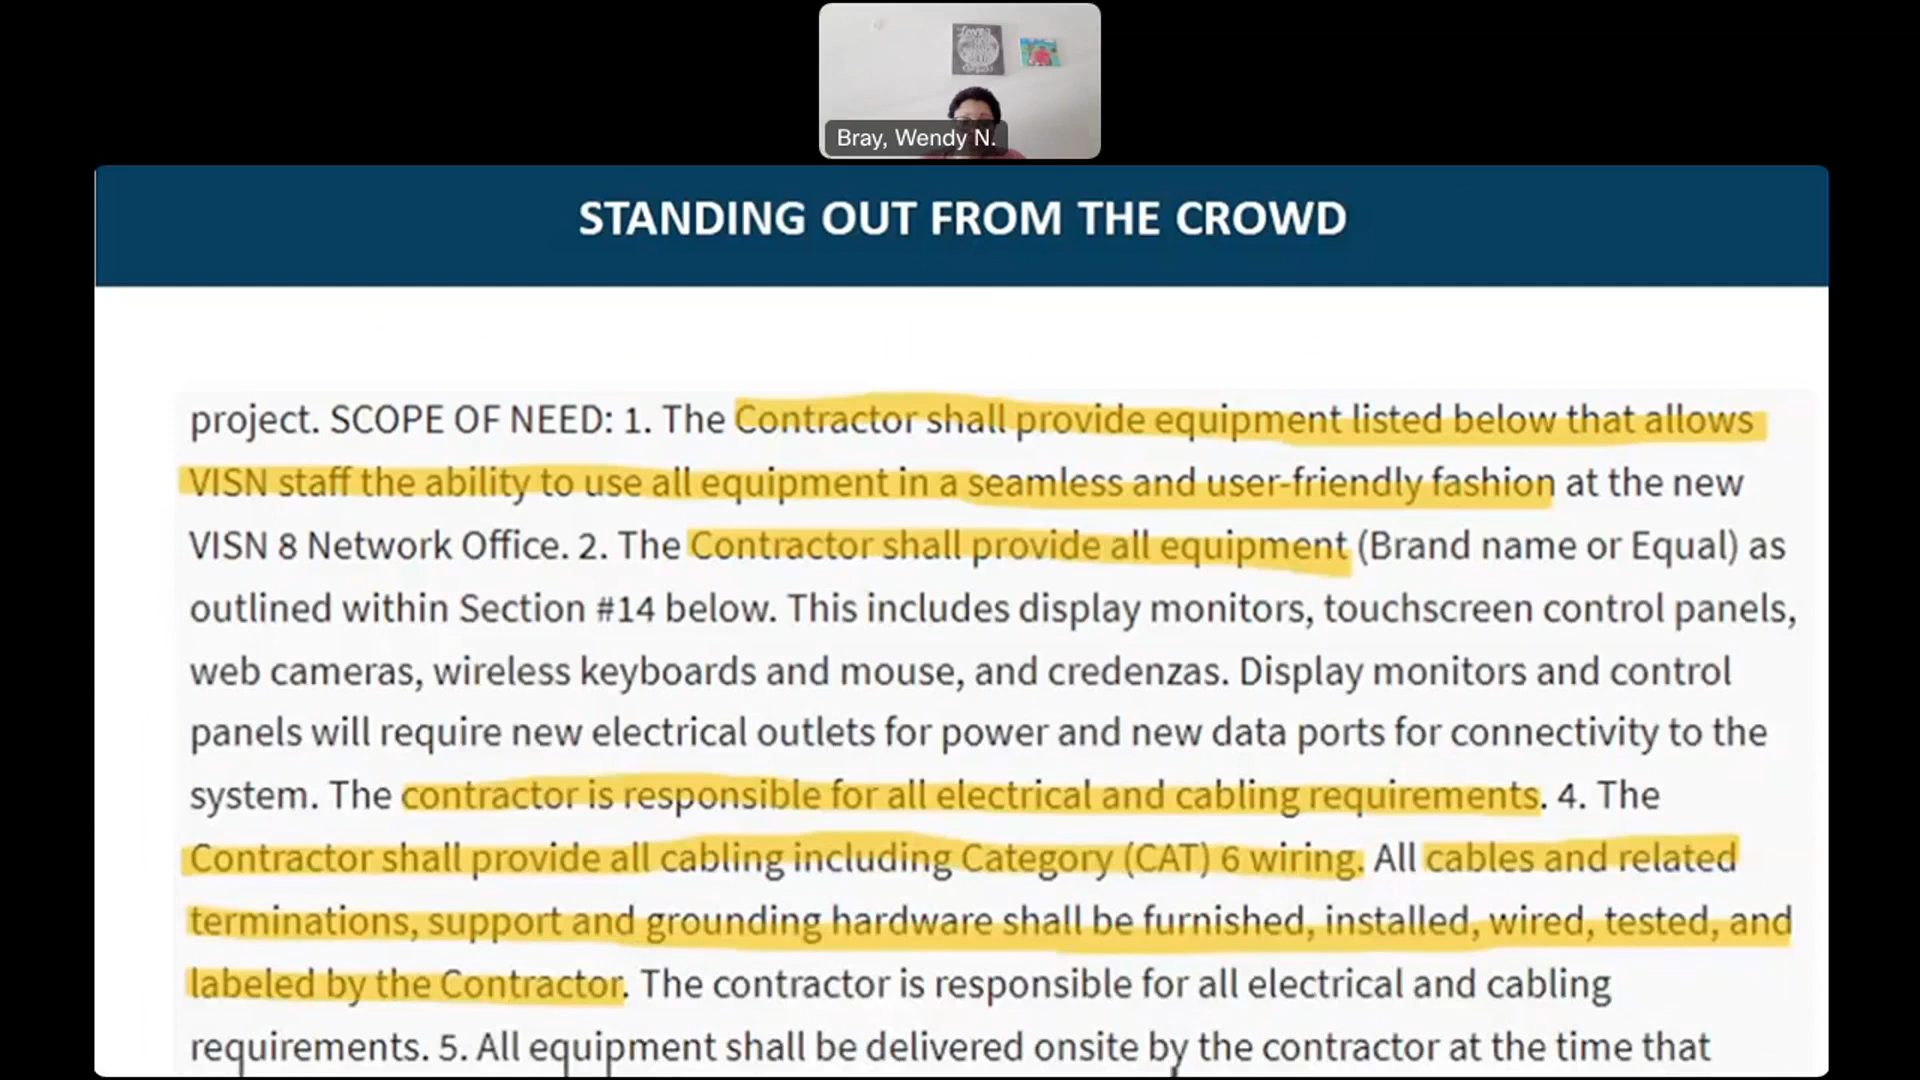 Bray, Wendy N.
STANDING OUT FROM THE CROWD
project. SCOPE OF NEED: 1. The Contractor shall provide equipment listed below that allows
VISN staff the ability to use all equipment in a seamless and user-friendly fashion at the new
VISN 8 Network Office. 2. The Contractor shall provide all equipment (Brand name or Equal) as
outlined within Section #14 below. This includes display monitors, touchscreen control panels,
web cameras, wireless keyboards and mouse, and credenzas. Display monitors and control
panels will require new electrical outlets for power and new data ports for connectivity to the
system. The contractor is responsible for all electrical and cabling requirements. 4. The
Contractor shall provide all cabling including Category (CAT) 6 wiring. All cables and related
terminations, support and grounding hardware shall be furnished, installed, wired, tested, and
labeled by the Contractor. The contractor is responsible for all electrical and cabling
requirements. 5. All equipment shall be delivered onsite by the contractor at the time that